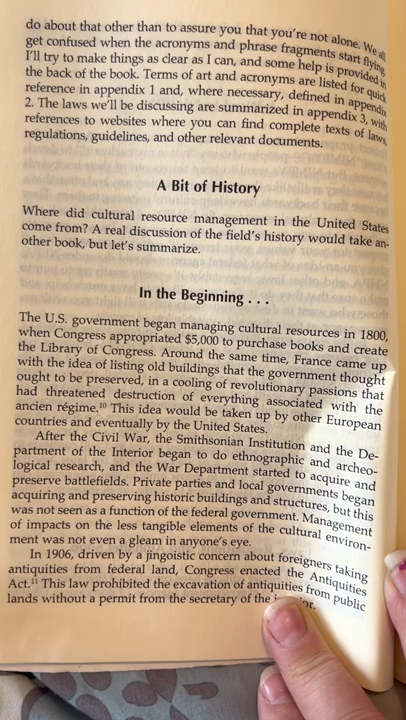 do about that other than to assure you that you're not alone. We all
get confused when the acronyms and phrase fragments start flying.
I'll try to make things as clear as I can, and some help is provided in
the back of the book. Terms of art and acronyms are listed for quick
reference in appendix 1 and, where necessary, defined in appendix
2. The laws we'll be discussing are summarized in appendix 3, with
references to websites where you can find complete texts of laws,
regulations, guidelines, and other relevant documents.
A Bit of History
Where did cultural resource management in the United States
come from? A real discussion of the field's history would take an-
other book, but let's summarize.
In the Beginning . . .
The U.S. government began managing cultural resources in 1800,
when Congress appropriated $5,000 to purchase books and create
the Library of Congress. Around the same time, France came up
with the idea of listing old buildings that the government thought
ought to be preserved, in a cooling of revolutionary passions that
had threatened destruction of everything associated with the
ancien régime.¹⁰ This idea would be taken up by other European
countries and eventually by the United States.
After the Civil War, the Smithsonian Institution and the De-
partment of the Interior began to do ethnographic and archeo-
logical research, and the War Department started to acquire and
preserve battlefields. Private parties and local governments began
acquiring and preserving historic buildings and structures, but this
was not seen as a function of the federal government. Management
of impacts on the less tangible elements of the cultural environ-
ment was not even a gleam in anyone's eye.
In 1906, driven by a jingoistic concern about foreigners taking
antiquities from federal land, Congress enacted the Antiquities
Act.¹¹ This law prohibited the excavation of antiquities from public
lands without a permit from the secretary of the